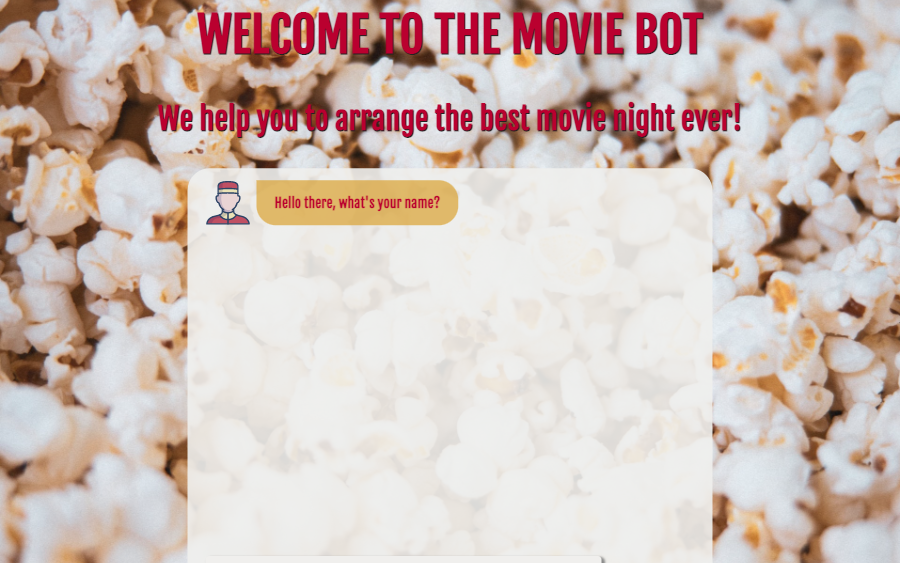 WELCOME TO THE MOVIE BOT
We help you to arrange the best movie night ever!
Hello there, what's your name?